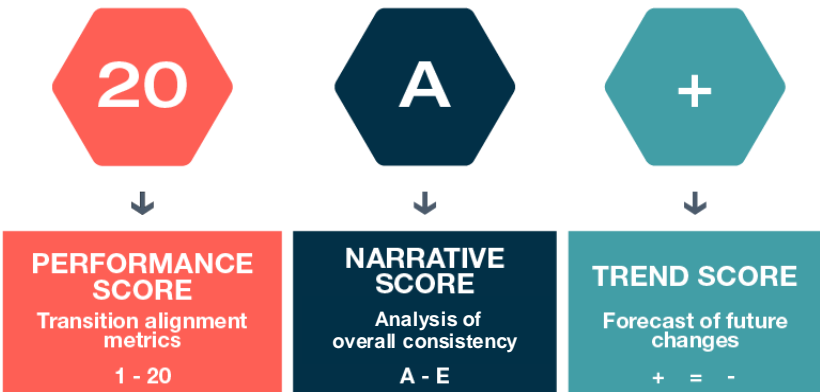 20
A
+
PERFORMANCE
SCORE
Transition alignment
metrics
1 - 20
NARRATIVE
SCORE
Analysis of
overall consistency
A - E
TREND SCORE
Forecast of future
changes
+ = -